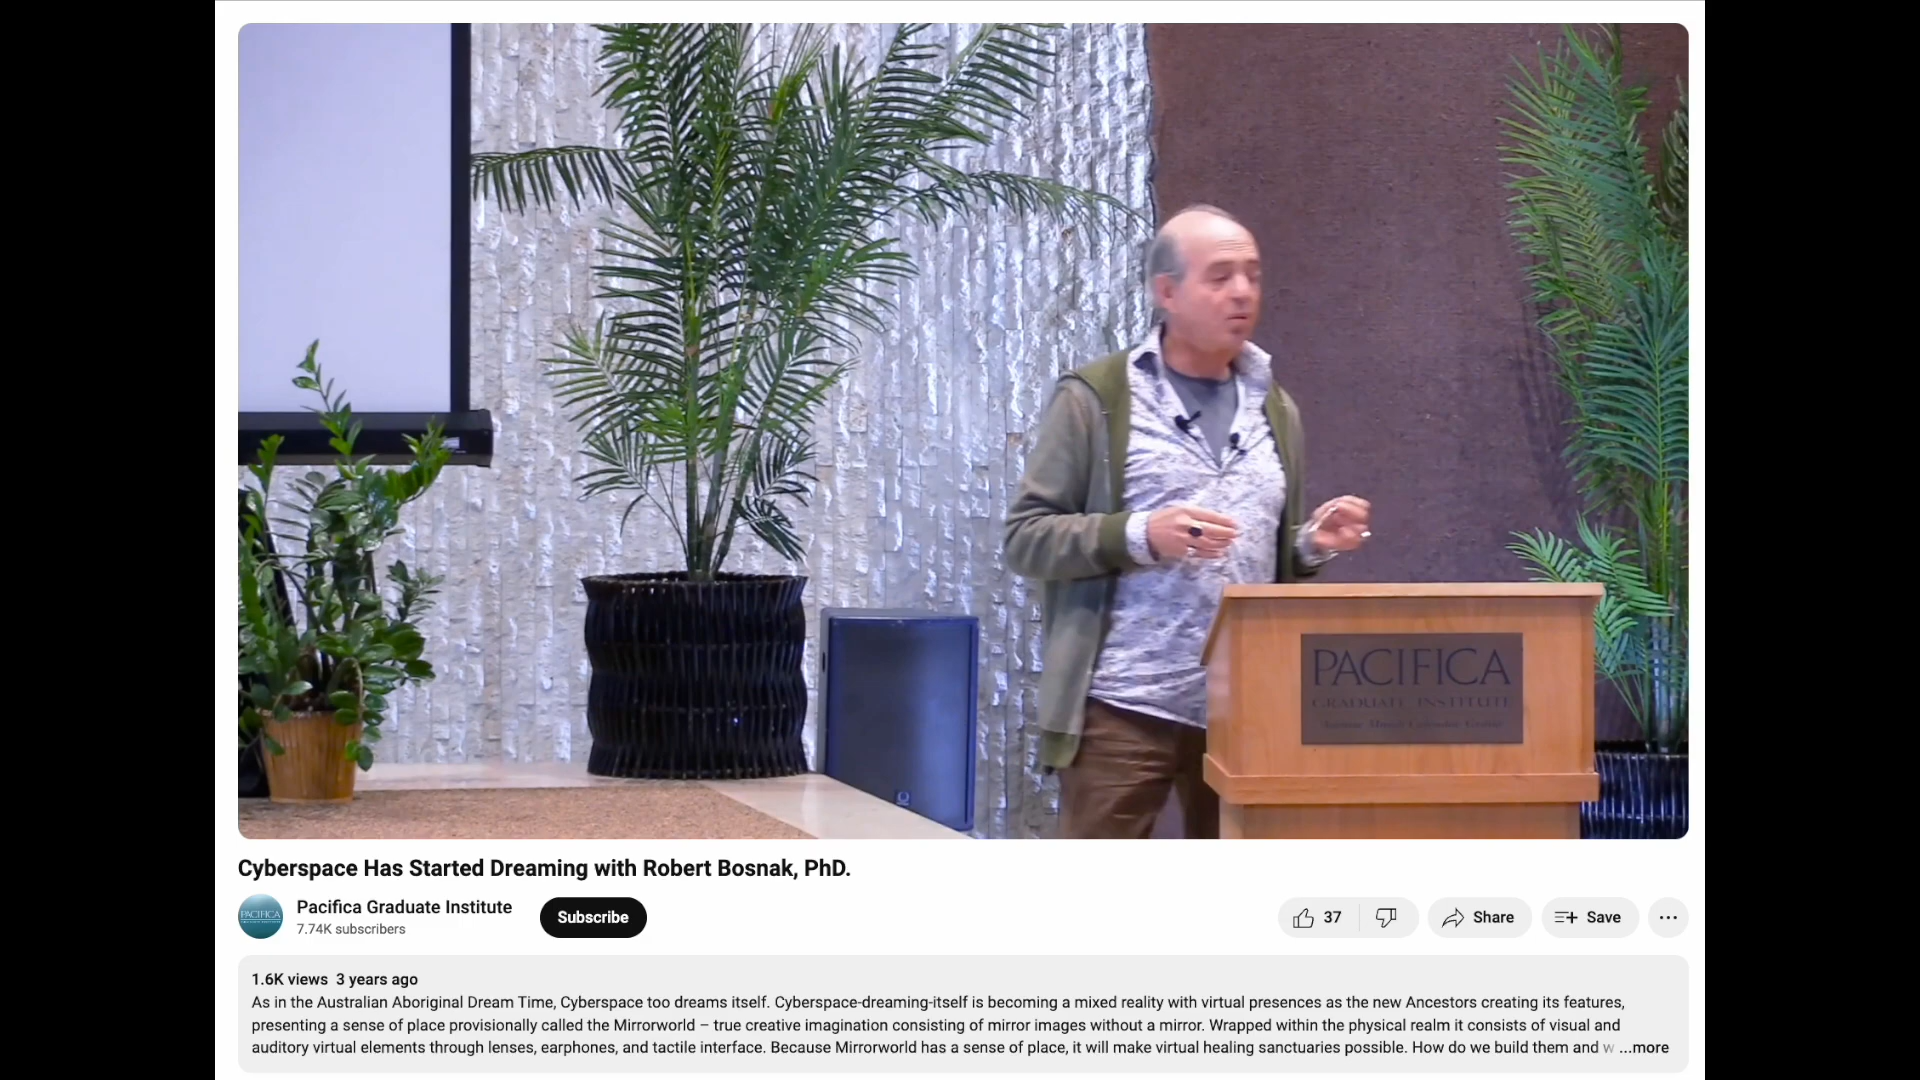 PACIFICA
GRADUATE INSTITUTE
Cyberspace Has Started Dreaming with Robert Bosnak, PhD.
PACIFICA
Pacifica Graduate Institute
7.74K subscribers
Subscribe
37
Share
Save
1.6K views 3 years ago
As in the Australian Aboriginal Dream Time, Cyberspace too dreams itself. Cyberspace-dreaming-itself is becoming a mixed reality with virtual presences as the new Ancestors creating its features,
presenting a sense of place provisionally called the Mirrorworld – true creative imagination consisting of mirror images without a mirror. Wrapped within the physical realm it consists of visual and
auditory virtual elements through lenses, earphones, and tactile interface. Because Mirrorworld has a sense of place, it will make virtual healing sanctuaries possible. How do we build them and w ...more